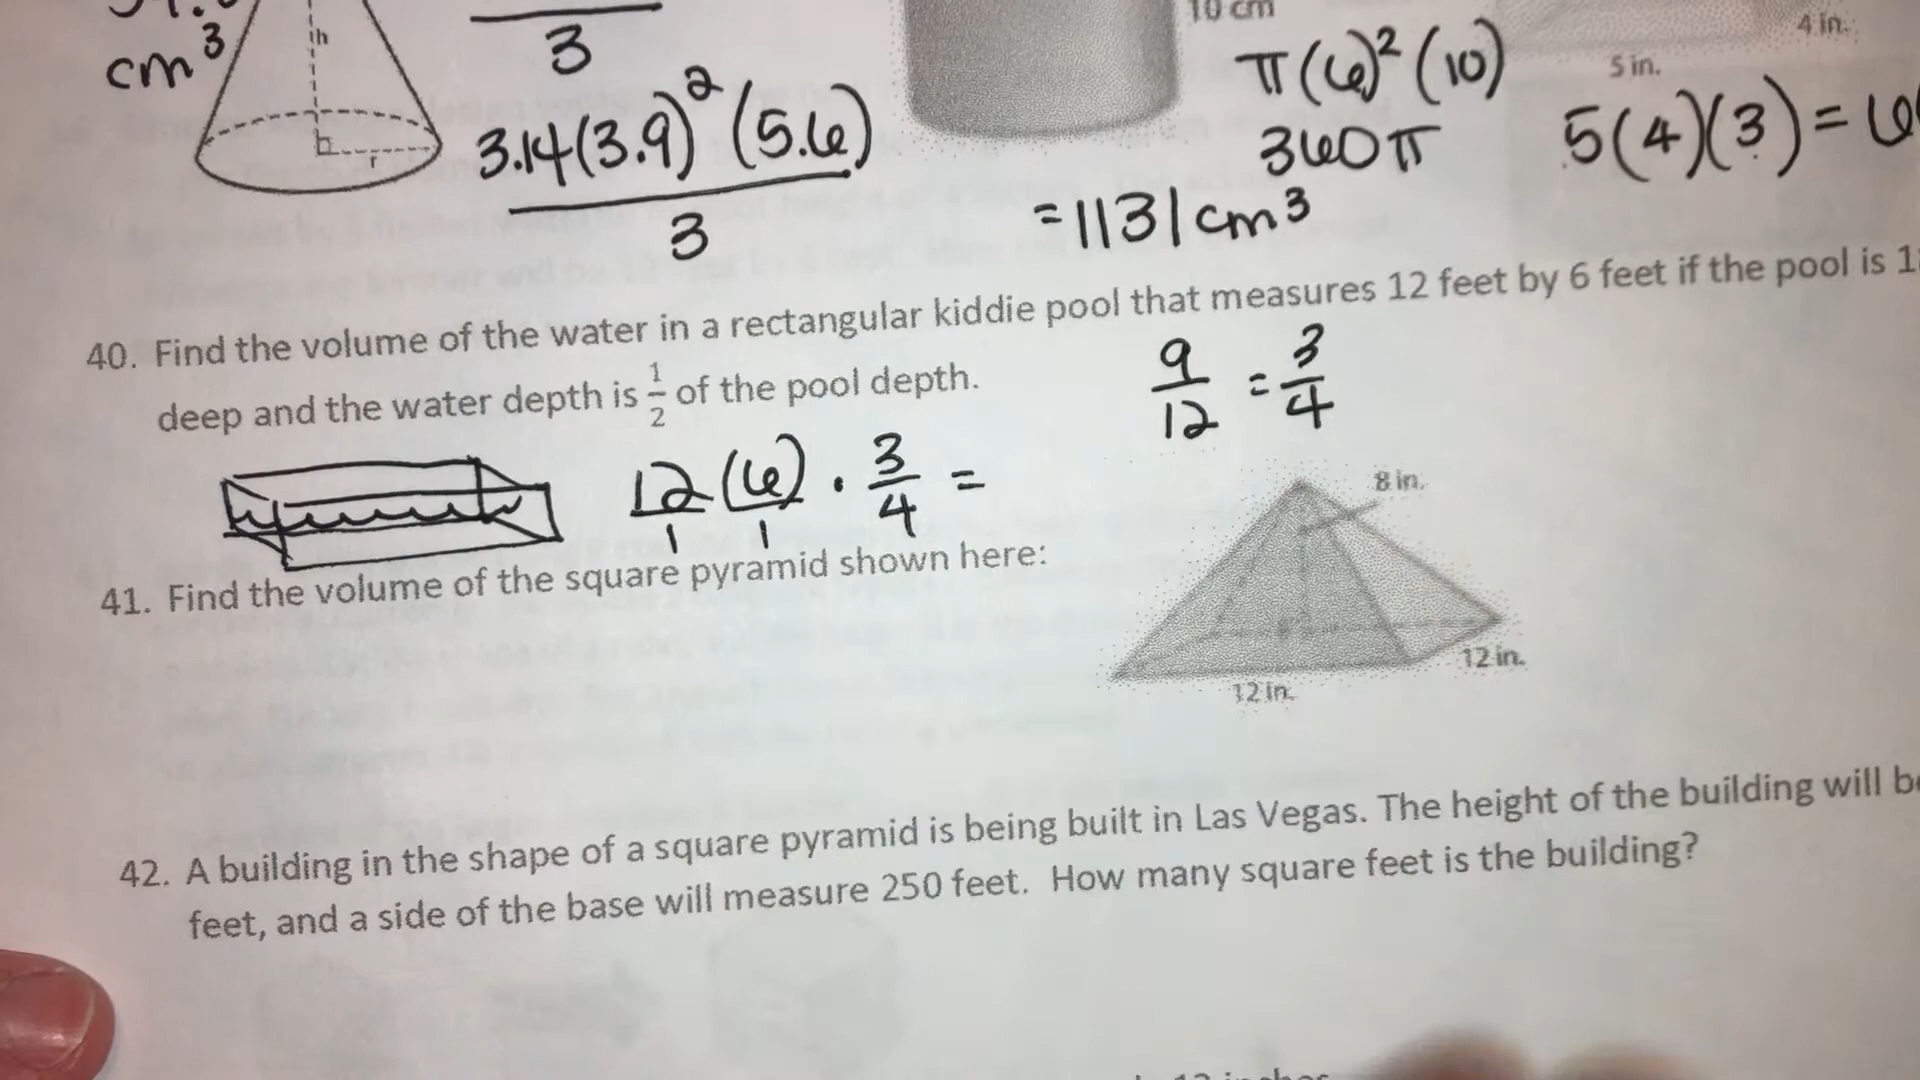 10 cm
4 in.
cm³
h
3
π(6)² (10)
5 in.
3.14(3.9)² (5.6)
3
360π
5(4)(3) =
r
= 1131 cm³
40. Find the volume of the water in a rectangular kiddie pool that measures 12 feet by 6 feet if the pool is
deep and the water depth is 1/2 of the pool depth.
9/12 = 3/4
12/1 (6)/1 · 3/4 =
8 in.
41. Find the volume of the square pyramid shown here:
12 in.
12 in.
42. A building in the shape of a square pyramid is being built in Las Vegas. The height of the building will
feet, and a side of the base will measure 250 feet. How many square feet is the building?